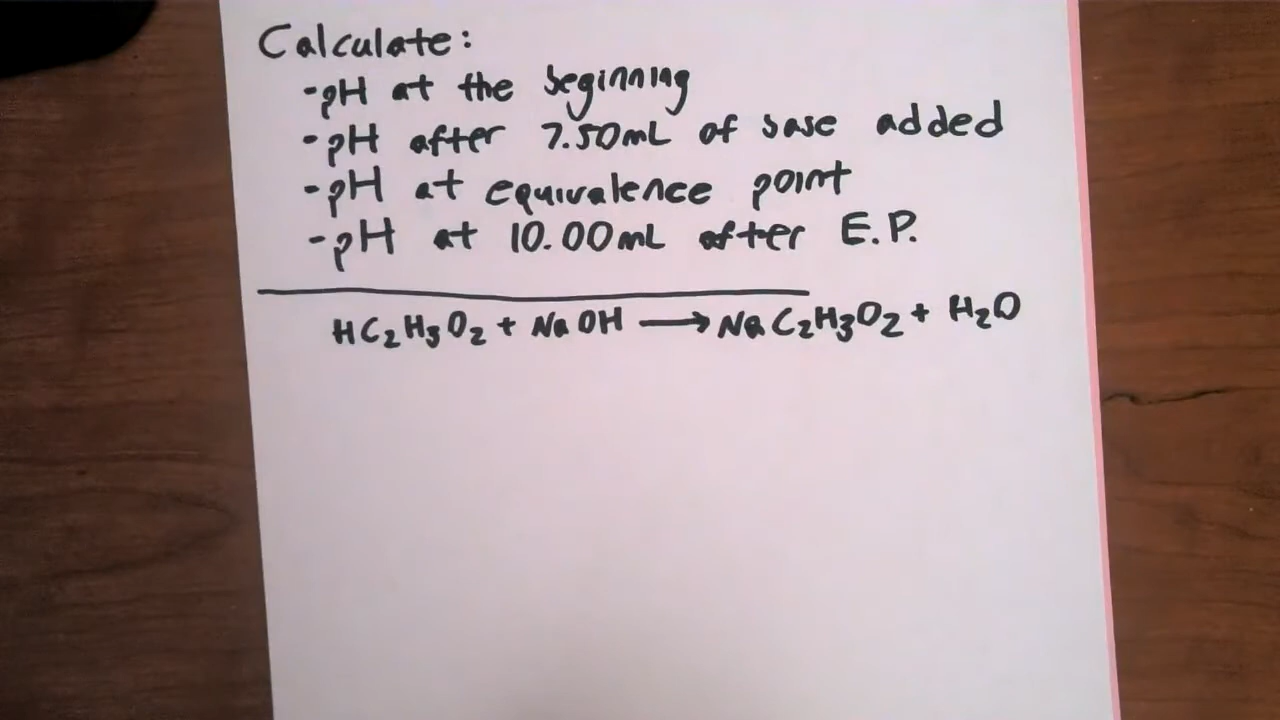 Calculate:
-pH at the beginning
-pH after 7.50mL of base added
-pH at equivalence point
-pH at 10.00mL after E.P.
HC₂H₃O₂ + NaOH ⟶ NaC₂H₃O₂ + H₂O